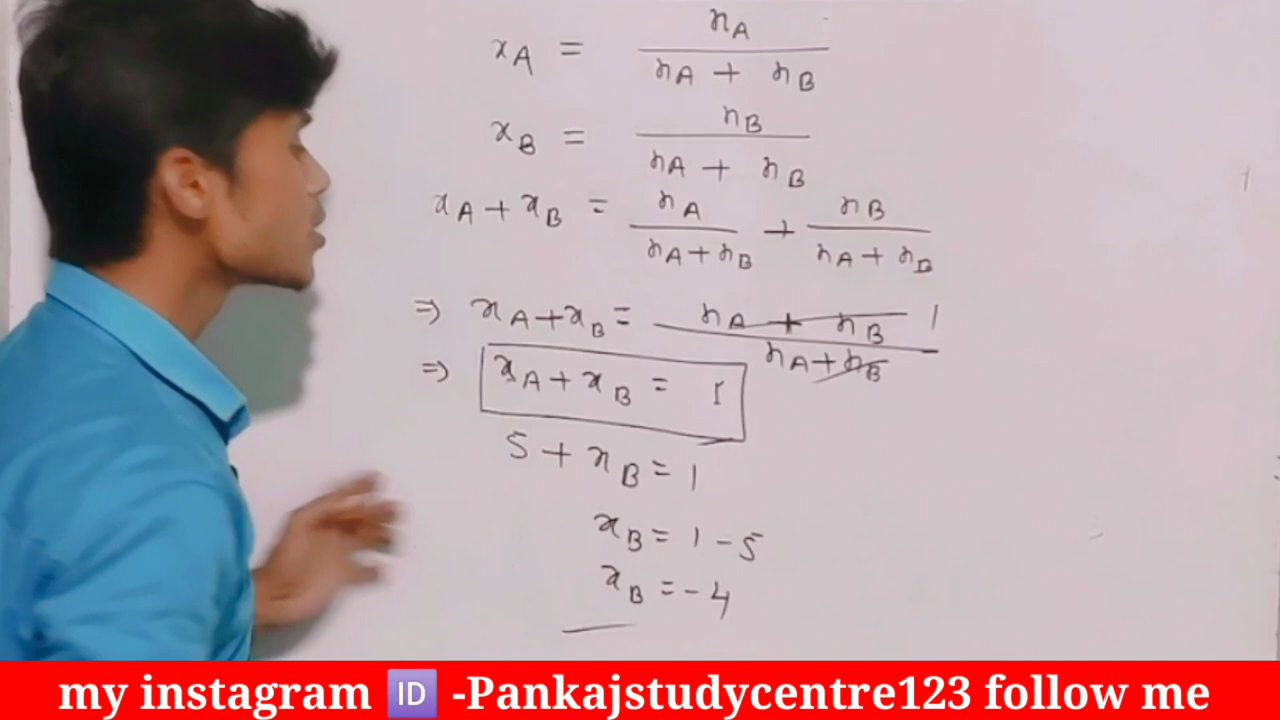 xA = nA / nA + nB
xB = nB / nA + nB
xA + xB = nA / nA + nB + nB / nA + nB
⇒ xA + xB = nA + nB / nA + nB 1
⇒ xA + xB = 1
5 + xB = 1
xB = 1 - 5
xB = - 4
my instagram 🆔 -Pankajstudycentre123 follow me